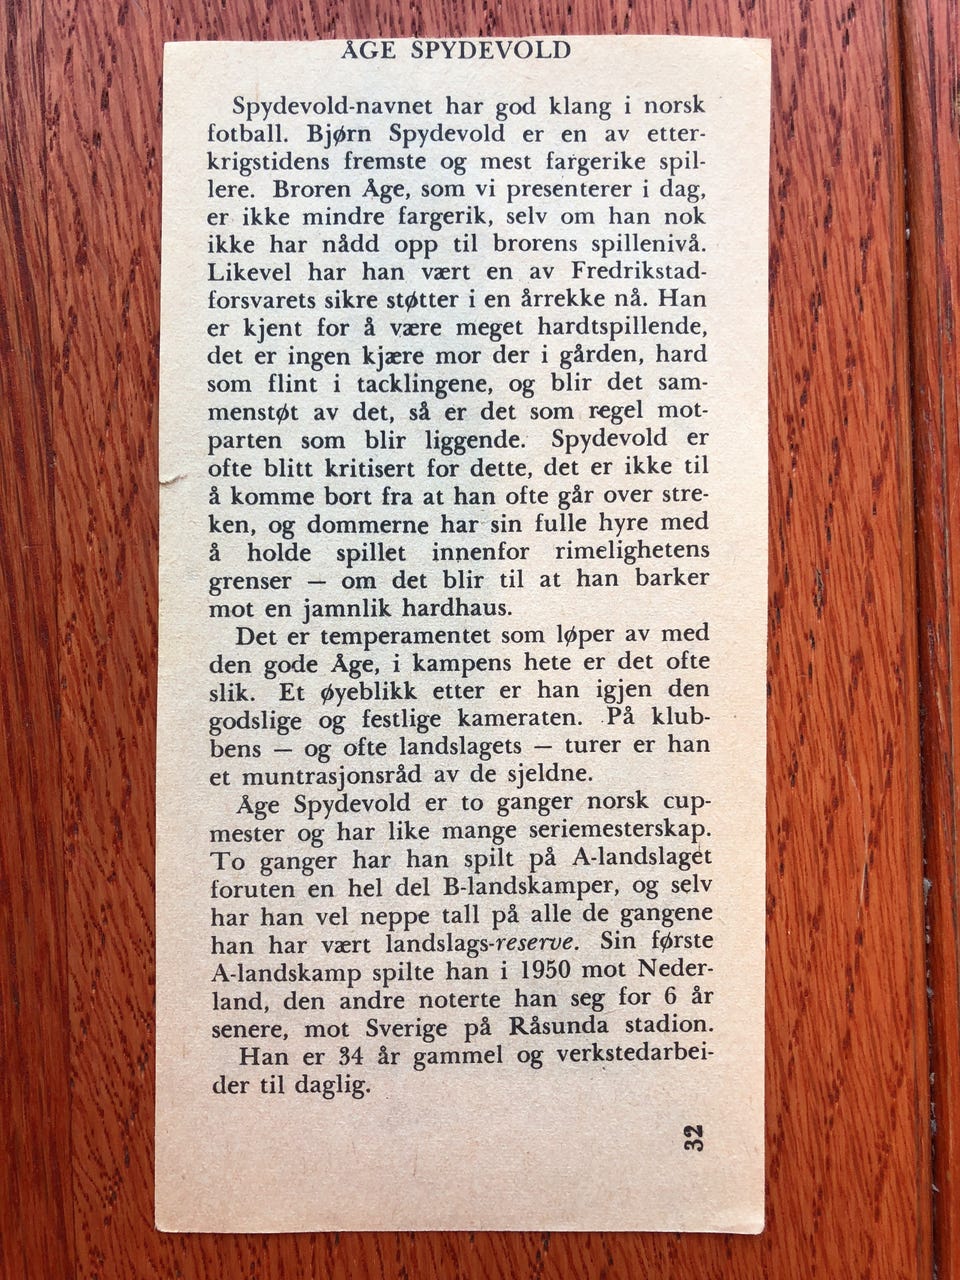 ÅGE SPYDEVOLD
Spydevold-navnet har god klang i norsk
fotball. Bjørn Spydevold er en av etter-
krigstidens fremste og mest fargerike spil-
lere. Broren Åge, som vi presenterer i dag,
er ikke mindre fargerik, selv om han nok
ikke har nådd opp til brorens spillenivå.
Likevel har han vært en av Fredrikstad-
forsvarets sikre støtter i en årrekke nå. Han
er kjent for å være meget hardtspillende,
det er ingen kjære mor der i gården, hard
som flint i tacklingene, og blir det sam-
menstøt av det, så er det som regel mot-
parten som blir liggende. Spydevold er
ofte blitt kritisert for dette, det er ikke til
å komme bort fra at han ofte går over stre-
ken, og dommerne har sin fulle hyre med
å holde spillet innenfor rimelighetens
grenser — om det blir til at han barker
mot en jamnlik hardhaus.
Det er temperamentet som løper av med
den gode Åge, i kampens hete er det ofte
slik. Et øyeblikk etter er han igjen den
godslige og festlige kameraten. På klub-
bens — og ofte landslagets — turer er han
et muntrasjonsråd av de sjeldne.
Åge Spydevold er to ganger norsk cup-
mester og har like mange seriemesterskap.
To ganger har han spilt på A-landslaget
foruten en hel del B-landskamper, og selv
har han vel neppe tall på alle de gangene
han har vært landslags-reserve. Sin første
A-landskamp spilte han i 1950 mot Neder-
land, den andre noterte han seg for 6 år
senere, mot Sverige på Råsunda stadion.
Han er 34 år gammel og verkstedarbei-
der til daglig.
32